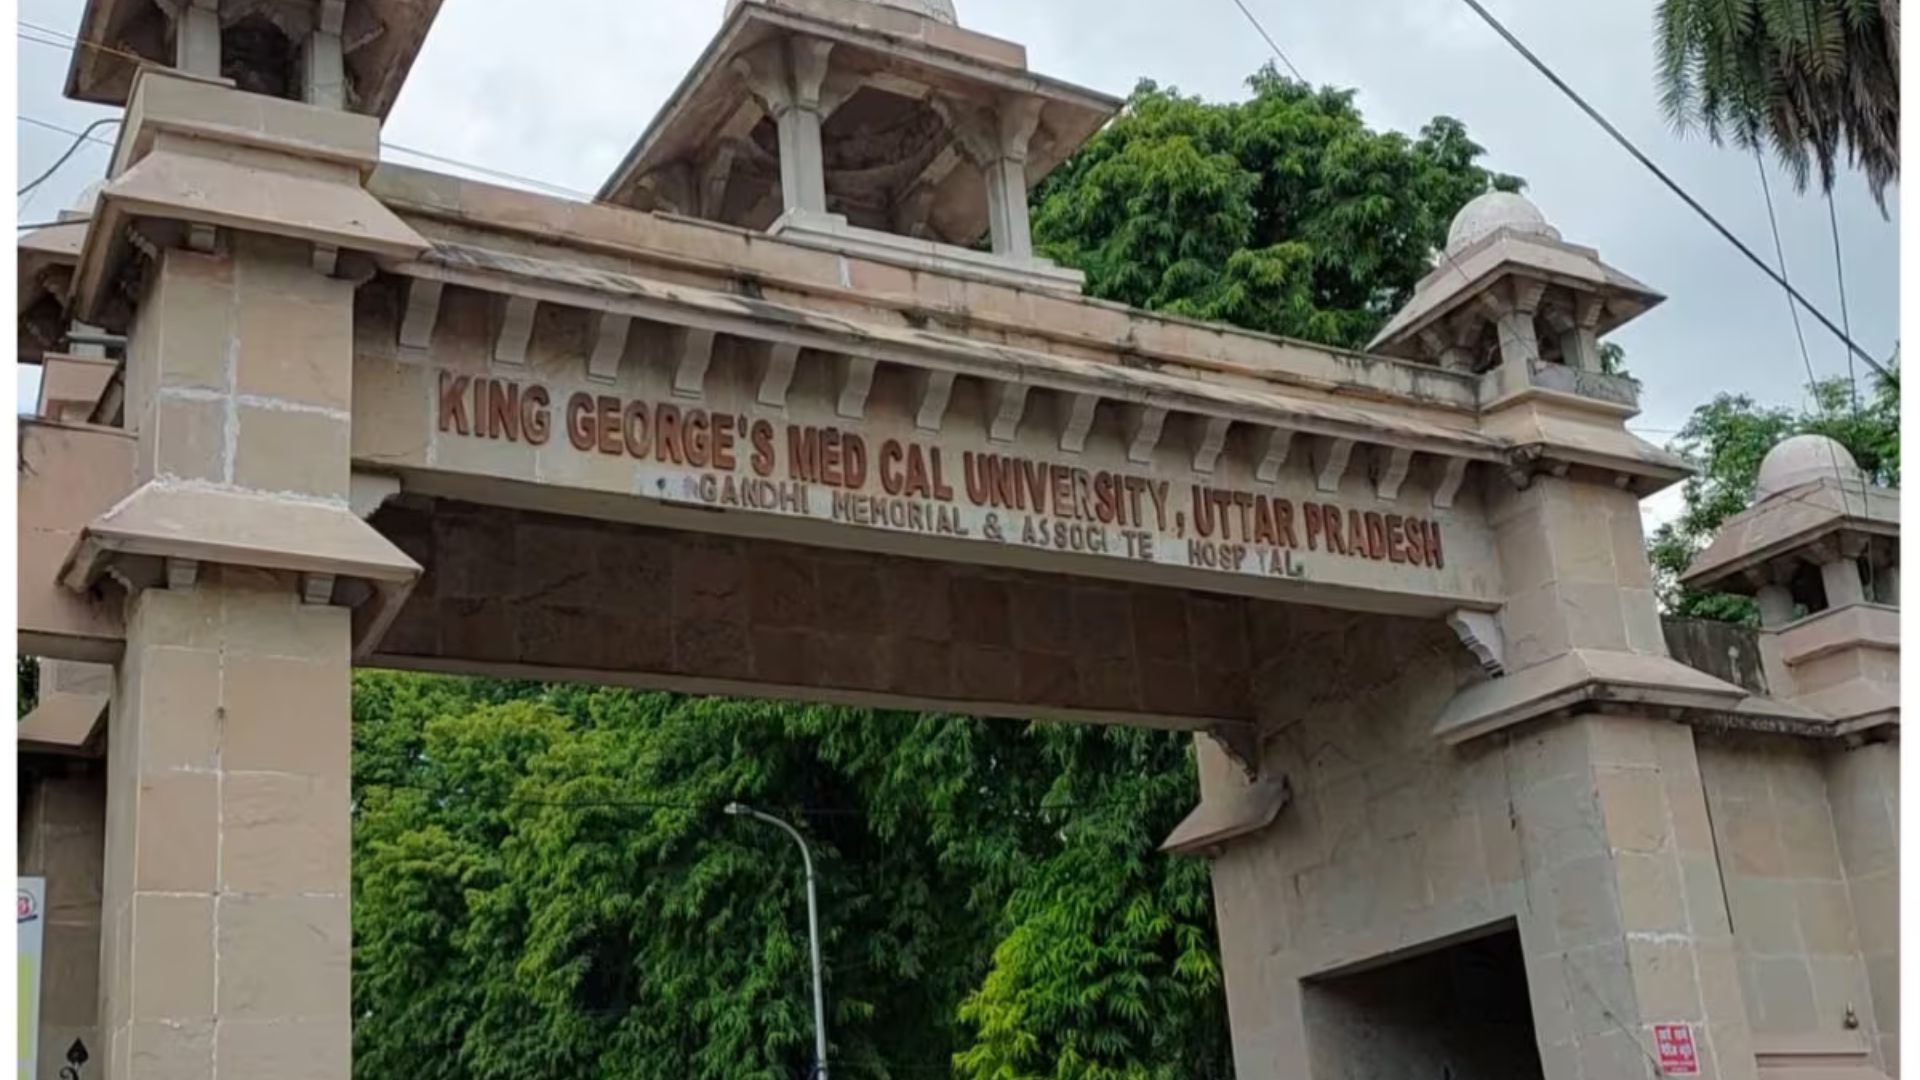 KING GEORGE'S MED CAL UNIVERSITY, UTTAR PRADESH
GANDHI MEMORIAL & ASSOCI TE HOSP TAL